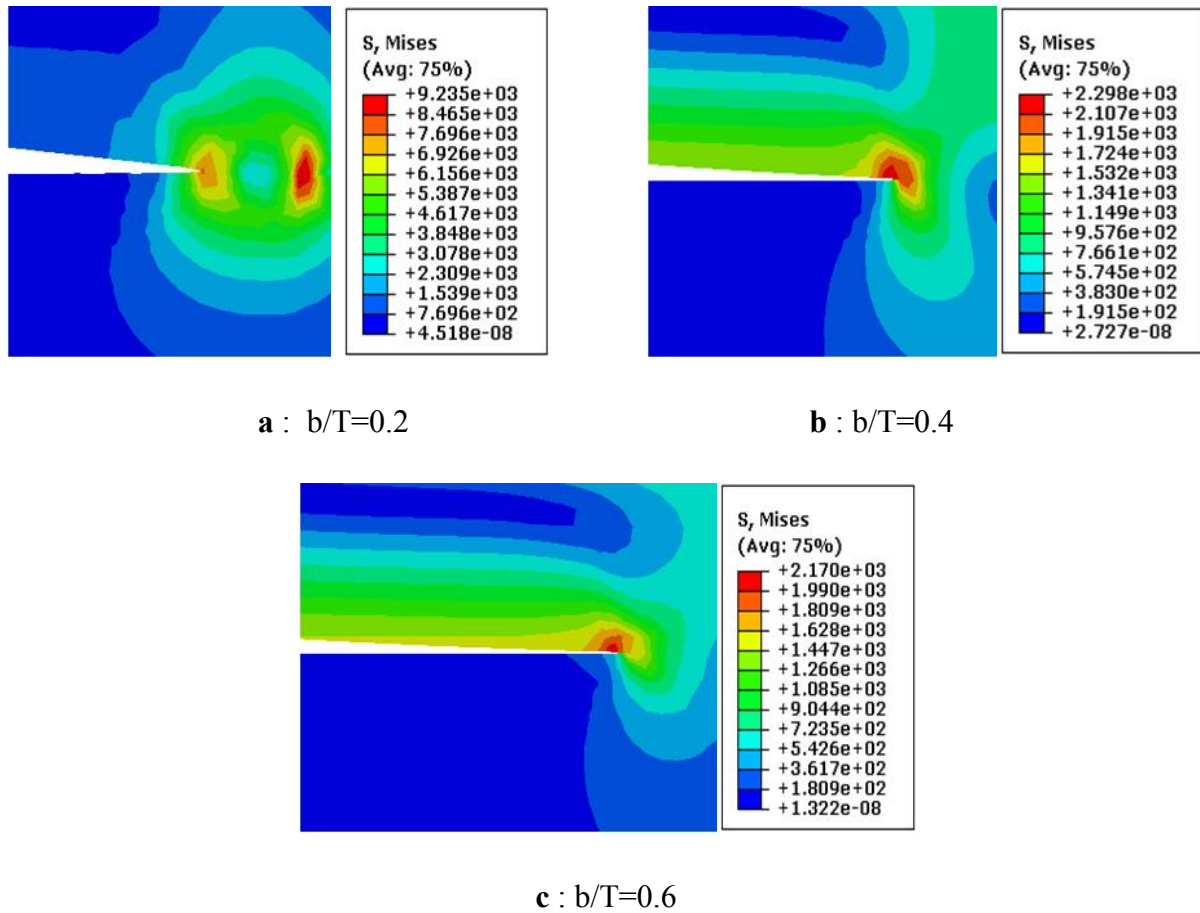 S, Mises
(Avg: 75%)
+9.235e+03
+8.465e+03
+7.696e+03
+6.926e+03
+6.156e+03
+5.387e+03
+4.617e+03
+3.848e+03
+3.078e+03
+2.309e+03
+1.539e+03
+7.696e+02
+4.518e-08
S, Mises
(Avg: 75%)
+2.298e+03
+2.107e+03
+1.915e+03
+1.724e+03
+1.532e+03
+1.341e+03
+1.149e+03
+9.576e+02
+7.661e+02
+5.745e+02
+3.830e+02
+1.915e+02
+2.727e-08
a : b/T=0.2
b : b/T=0.4
S, Mises
(Avg: 75%)
+2.170e+03
+1.990e+03
+1.809e+03
+1.628e+03
+1.447e+03
+1.266e+03
+1.085e+03
+9.044e+02
+7.235e+02
+5.426e+02
+3.617e+02
+1.809e+02
+1.322e-08
c : b/T=0.6